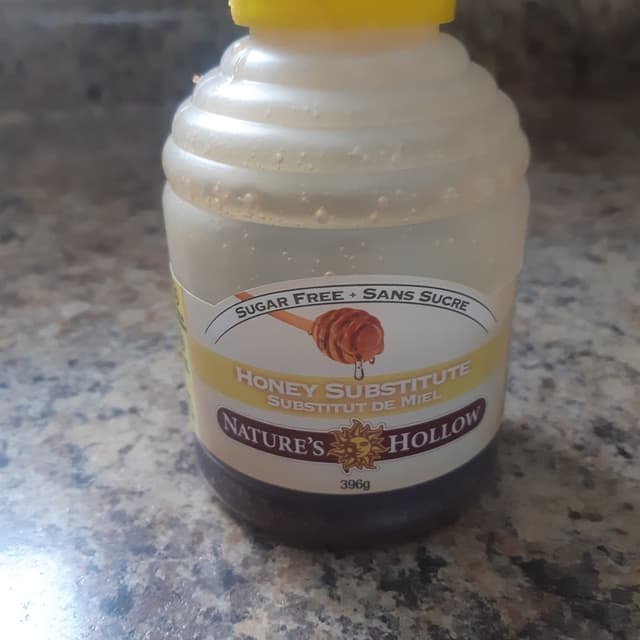 SUGAR FREE • SANS SUCRE
HONEY SUBSTITUTE
SUBSTITUT DE MIEL
NATURE'S HOLLOW
396g